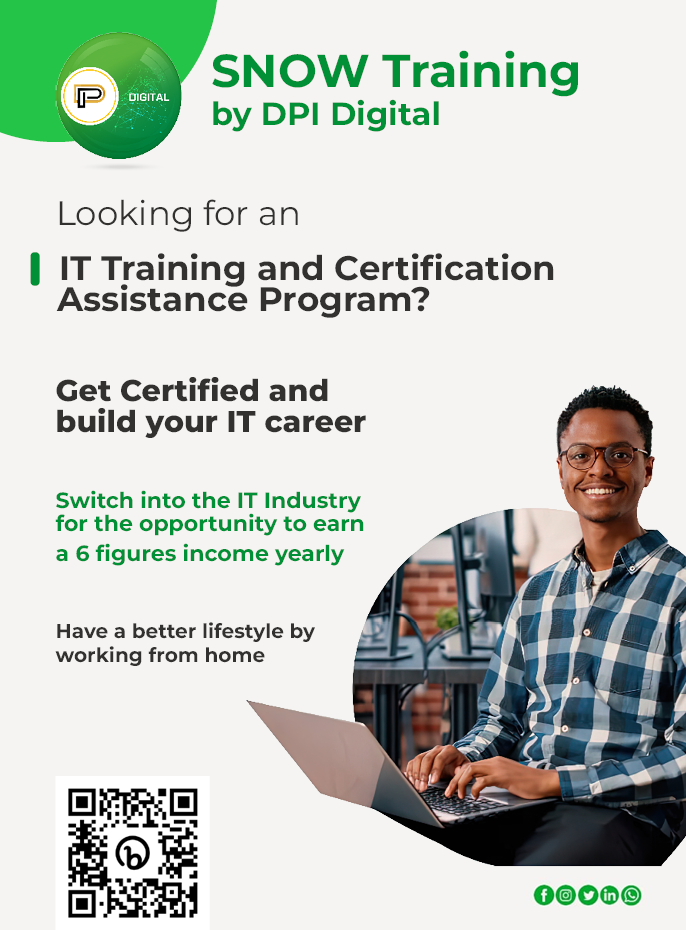 SNOW Training
by DPI Digital
DIGITAL
Looking for an
IT Training and Certification
Assistance Program?
Get Certified and
build your IT career
Switch into the IT Industry
for the opportunity to earn
a 6 figures income yearly
Have a better lifestyle by
working from home